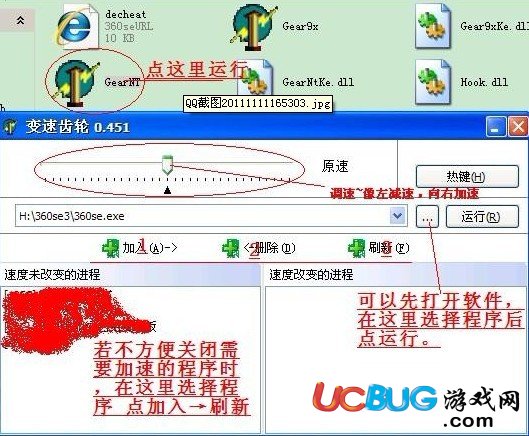 decheat
360seURL
10 KB
Gear9x
Gear9xKe.dll
GearNT
点这里运行
GearNtKe.dll
Hook.dll
QQ截图20111111165303.jpg
变速齿轮 0.451
原速
热键(H)
调速~像左减速，向右加速
H:\360se3\360se.exe
...
运行(R)
加入(A)->
1
<-删除(D)
2
刷新(F)
3
速度未改变的进程
速度改变的进程
可以先打开软件，
在这里选择程序后
点运行。
若不方便关闭需
要加速的程序时
，在这里选择程
序 点加入→刷新
UCBUG游戏网
.com